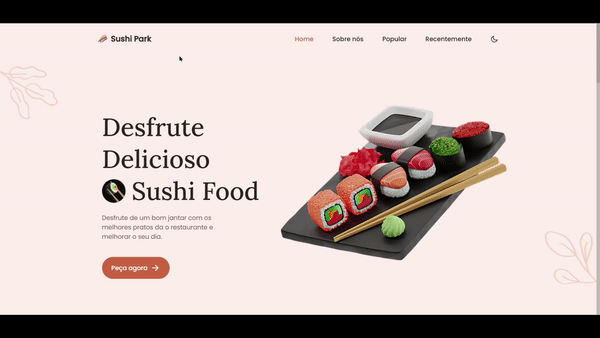 Sushi Park
Home Sobre nós Popular Recentemente
Desfrute
Delicioso
Sushi Food
Desfrute de um bom jantar com os
melhores pratos da o restaurante e
melhorar o seu dia.
Peça agora